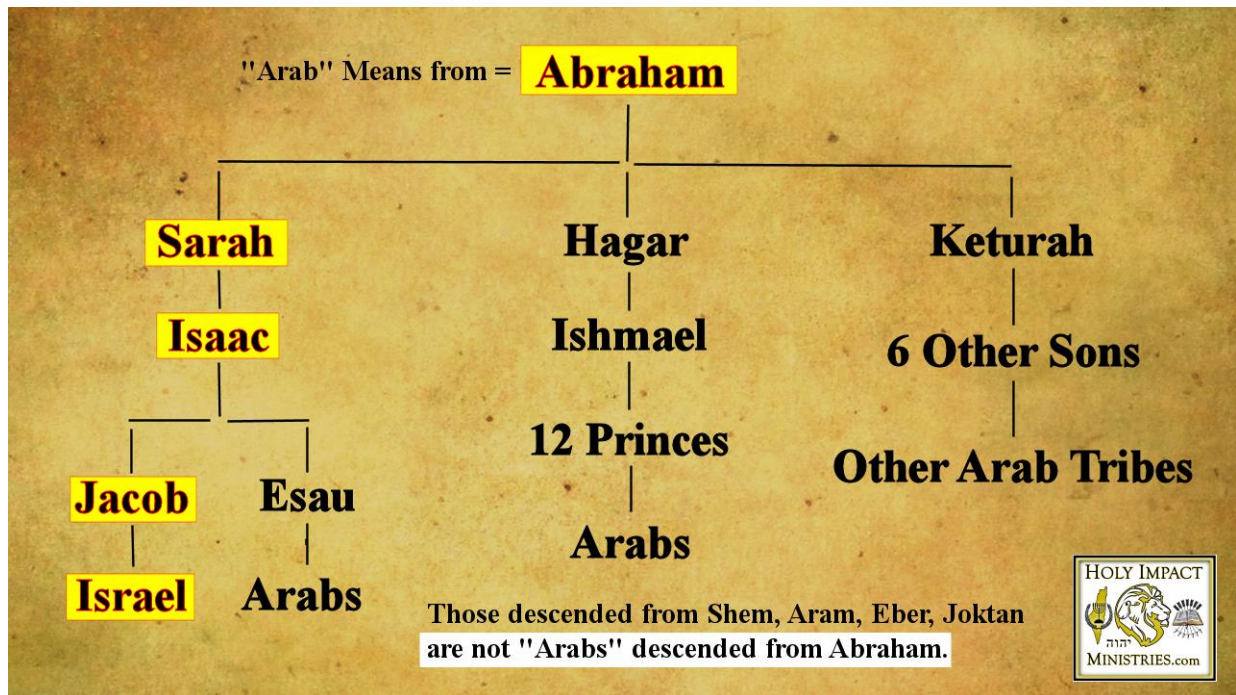 "Arab" Means from = Abraham
Sarah Hagar Keturah
Isaac Ishmael 6 Other Sons
12 Princes
Jacob Esau Other Arab Tribes
Arabs
Israel Arabs
Those descended from Shem, Aram, Eber, Joktan
are not "Arabs" descended from Abraham.
HOLY IMPACT
יהוה
MINISTRIES.com